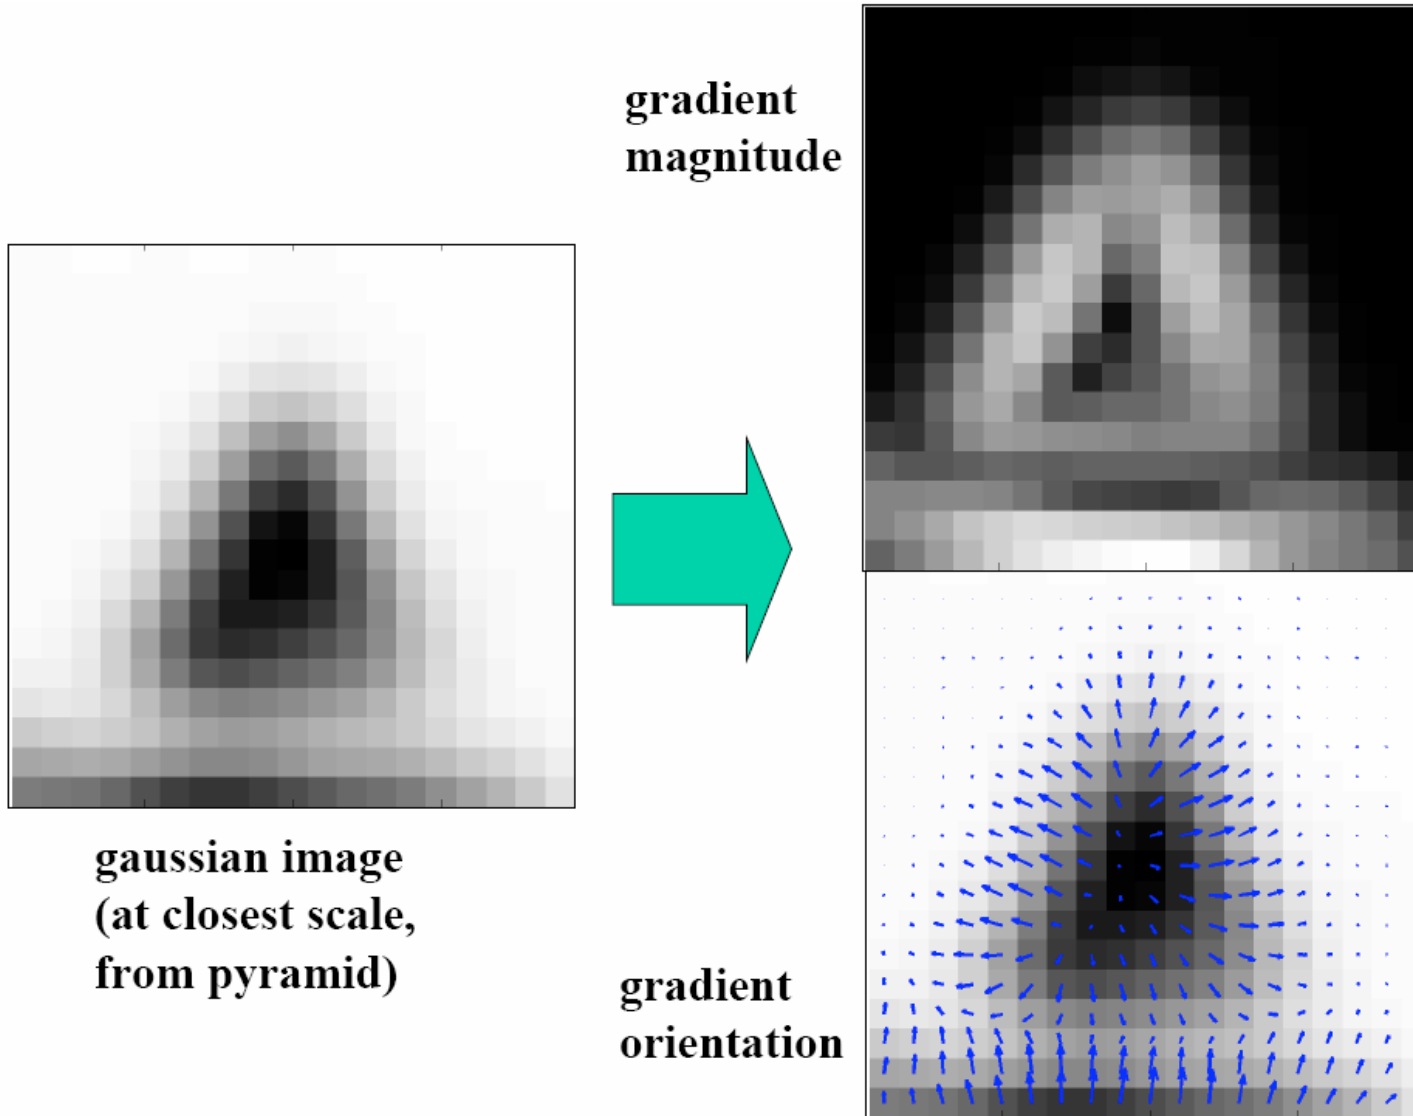 gradient
magnitude
gaussian image
(at closest scale,
from pyramid)
gradient
orientation